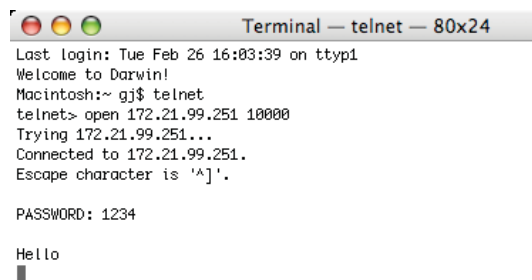 Terminal — telnet — 80x24
Last login: Tue Feb 26 16:03:39 on ttyp1
Welcome to Darwin!
Macintosh:~ gj$ telnet
telnet> open 172.21.99.251 10000
Trying 172.21.99.251...
Connected to 172.21.99.251.
Escape character is '^]'.
PASSWORD: 1234
Hello